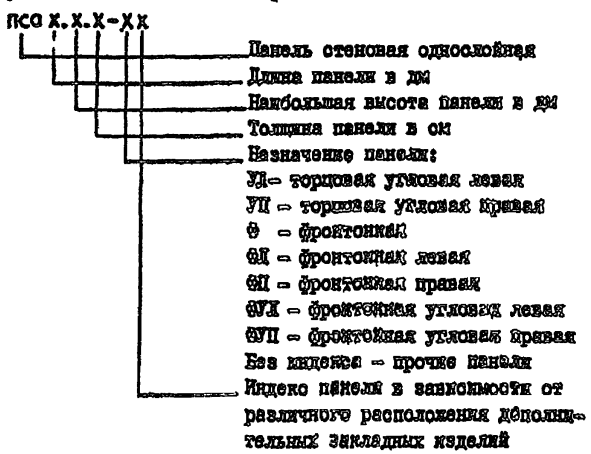 псо х.х.х-хх
Панель стеновая однослойная
Длина панели в дм
Наибольшая высота панели в дм
Толщина панели в см
Назначение панели:
УЛ - торцовая угловая левая
УП - торцовая угловая правая
Ф - фронтонная
ФЛ - фронтонная левая
ФП - фронтонная правая
ФУЛ - фронтонная угловая левая
ФУП - фронтонная угловая правая
Без индекса - прочие панели
Индекс панели в зависимости от
различного расположения дополни-
тельных закладных изделий